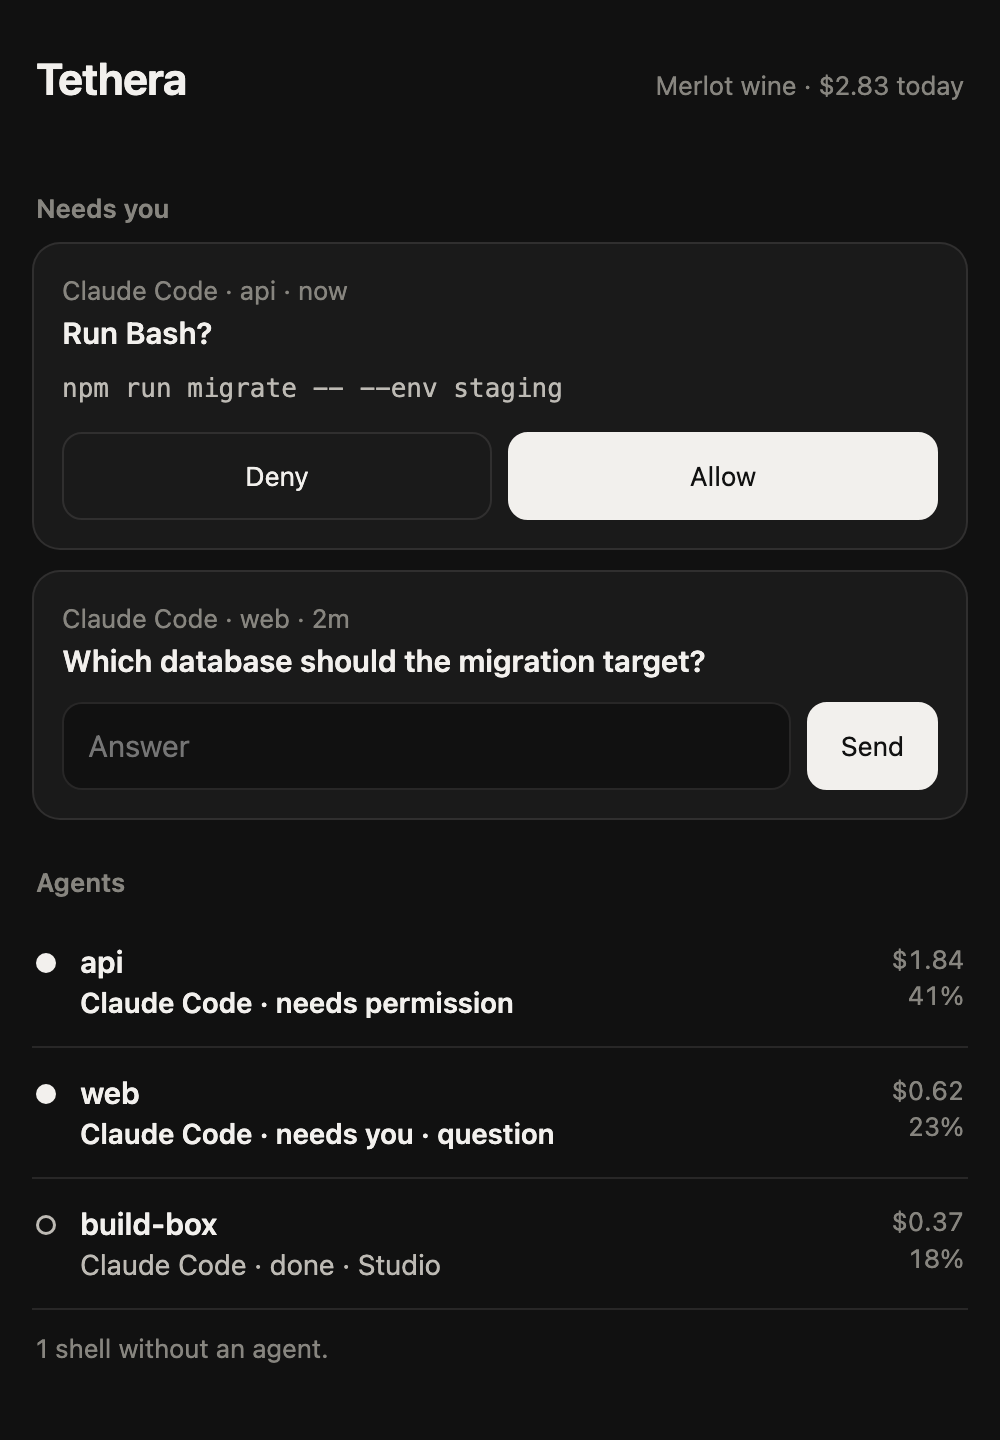 Tethera
Merlot wine · $2.83 today
Needs you
Claude Code · api · now
Run Bash?
npm run migrate -- --env staging
Deny
Allow
Claude Code · web · 2m
Which database should the migration target?
Answer
Send
Agents
api
$1.84
Claude Code · needs permission
41%
web
$0.62
Claude Code · needs you · question
23%
build-box
$0.37
Claude Code · done · Studio
18%
1 shell without an agent.